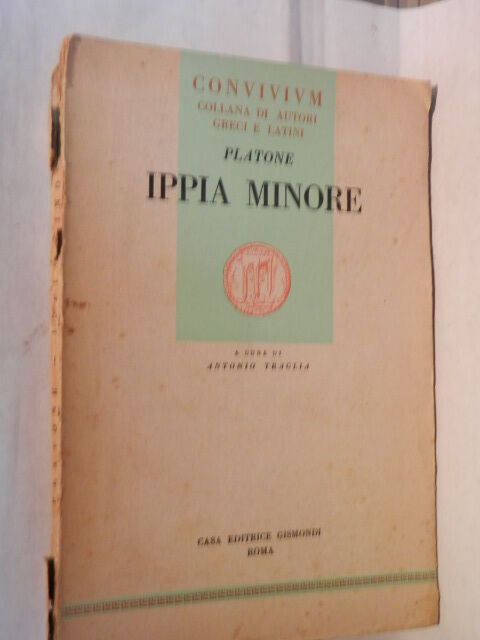 CONVIVIVM
COLLANA DI AUTORI
GRECI E LATINI
PLATONE
IPPIA MINORE
A CURA DI
ANTONIO TRAGLIA
CASA EDITRICE GISMONDI
ROMA